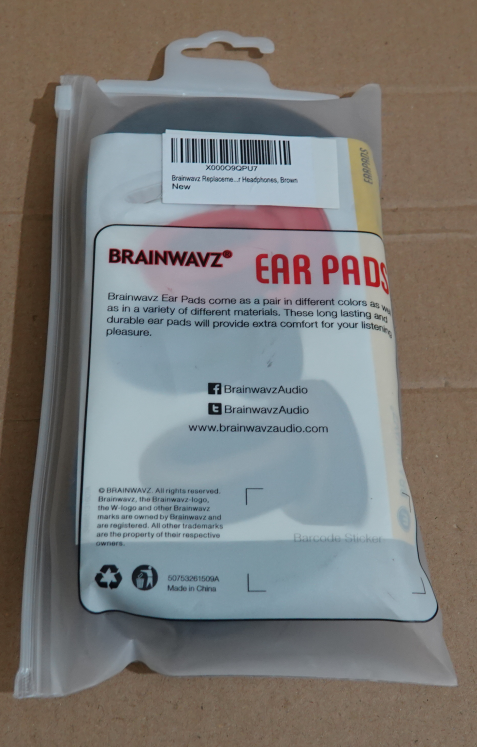 X000O9QPU7
Brainwavz Replaceme...r Headphones, Brown
New
EARPADS
BRAINWAVZ®
EAR PADS
Brainwavz Ear Pads come as a pair in different colors as well
as in a variety of different materials. These long lasting and
durable ear pads will provide extra comfort for your listening
pleasure.
BrainwavzAudio
BrainwavzAudio
www.brainwavzaudio.com
© BRAINWAVZ. All rights reserved.
Brainwavz, the Brainwavz-logo,
the W-logo and other Brainwavz
marks are owned by Brainwavz and
are registered. All other trademarks
are the property of their respective
owners.
Barcode Sticker
50753261509A
Made in China